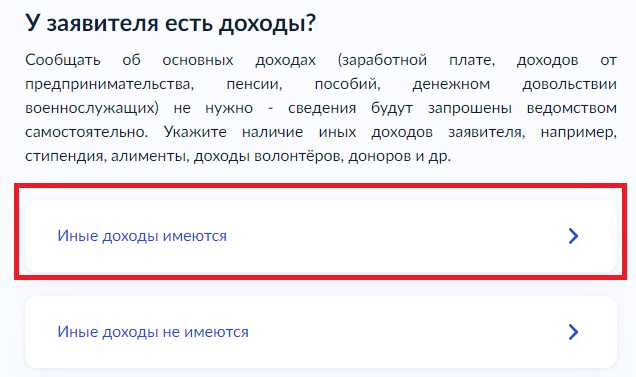 У заявителя есть доходы?
Сообщать об основных доходах (заработной плате, доходов от
предпринимательства, пенсии, пособий, денежном довольствии
военнослужащих) не нужно - сведения будут запрошены ведомством
самостоятельно. Укажите наличие иных доходов заявителя, например,
стипендия, алименты, доходы волонтёров, доноров и др.
Иные доходы имеются
Иные доходы не имеются